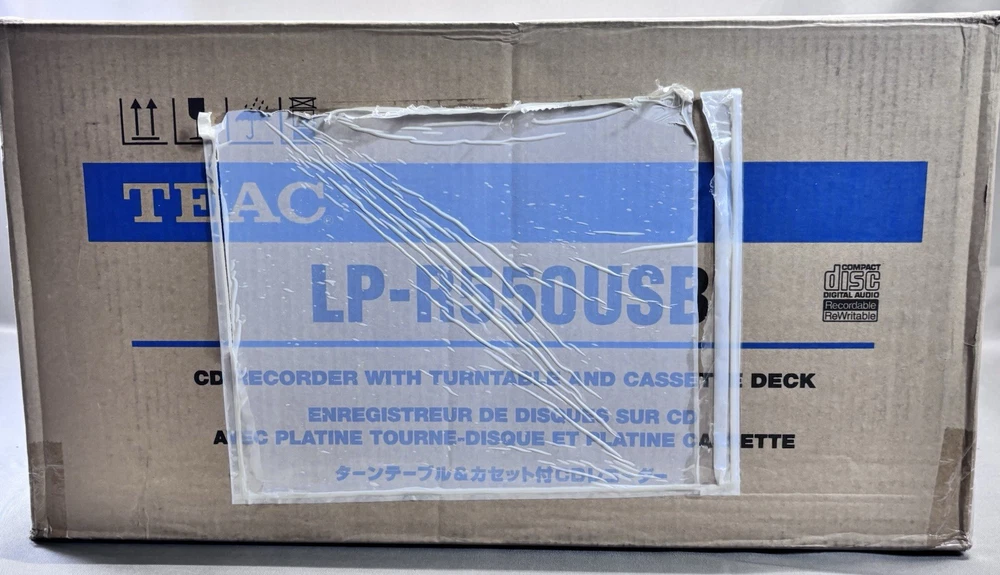 TEAC
LP-R550USB
COMPACT
disc
DIGITAL AUDIO
Recordable
ReWritable
CD RECORDER WITH TURNTABLE AND CASSETTE DECK
ENREGISTREUR DE DISQUES SUR CD
AVEC PLATINE TOURNE-DISQUE ET PLATINE CASSETTE
ターンテーブル&カセット付CDレコーダー